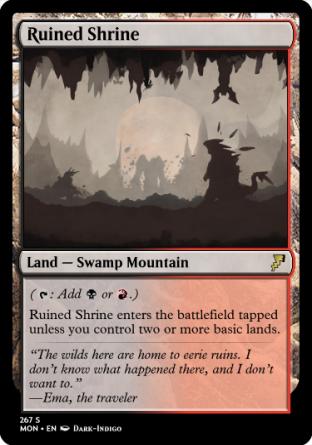 Ruined Shrine
Land — Swamp Mountain
( : Add or .)
Ruined Shrine enters the battlefield tapped
unless you control two or more basic lands.
“The wilds here are home to eerie ruins. I
don’t know what happened there, and I don’t
want to.”
—Ema, the traveler
267 S
MON • EN Dark-Indigo